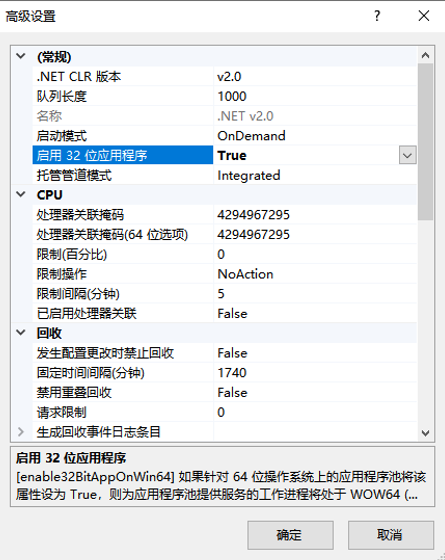 高级设置
(常规)
.NET CLR 版本 v2.0
队列长度 1000
名称 .NET v2.0
启动模式 OnDemand
启用 32 位应用程序 True
托管管道模式 Integrated
CPU
处理器关联掩码 4294967295
处理器关联掩码(64 位选项) 4294967295
限制(百分比) 0
限制操作 NoAction
限制间隔(分钟) 5
已启用处理器关联 False
回收
发生配置更改时禁止回收 False
固定时间间隔(分钟) 1740
禁用重叠回收 False
请求限制 0
生成回收事件日志条目
启用 32 位应用程序
[enable32BitAppOnWin64] 如果针对 64 位操作系统上的应用程序池将该
属性设为 True，则为应用程序池提供服务的工作进程将处于 WOW64 (...
确定 取消